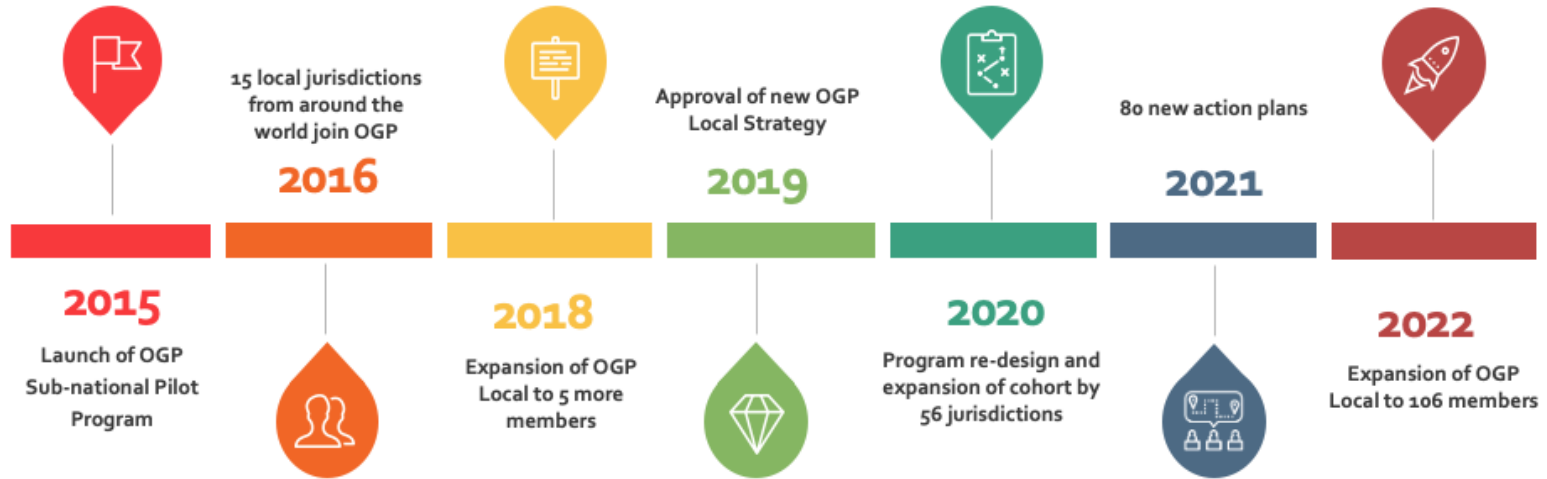 2015
Launch of OGP
Sub-national Pilot
Program
15 local jurisdictions
from around the
world join OGP
2016
2018
Expansion of OGP
Local to 5 more
members
Approval of new OGP
Local Strategy
2019
2020
Program re-design and
expansion of cohort by
56 jurisdictions
80 new action plans
2021
2022
Expansion of OGP
Local to 106 members